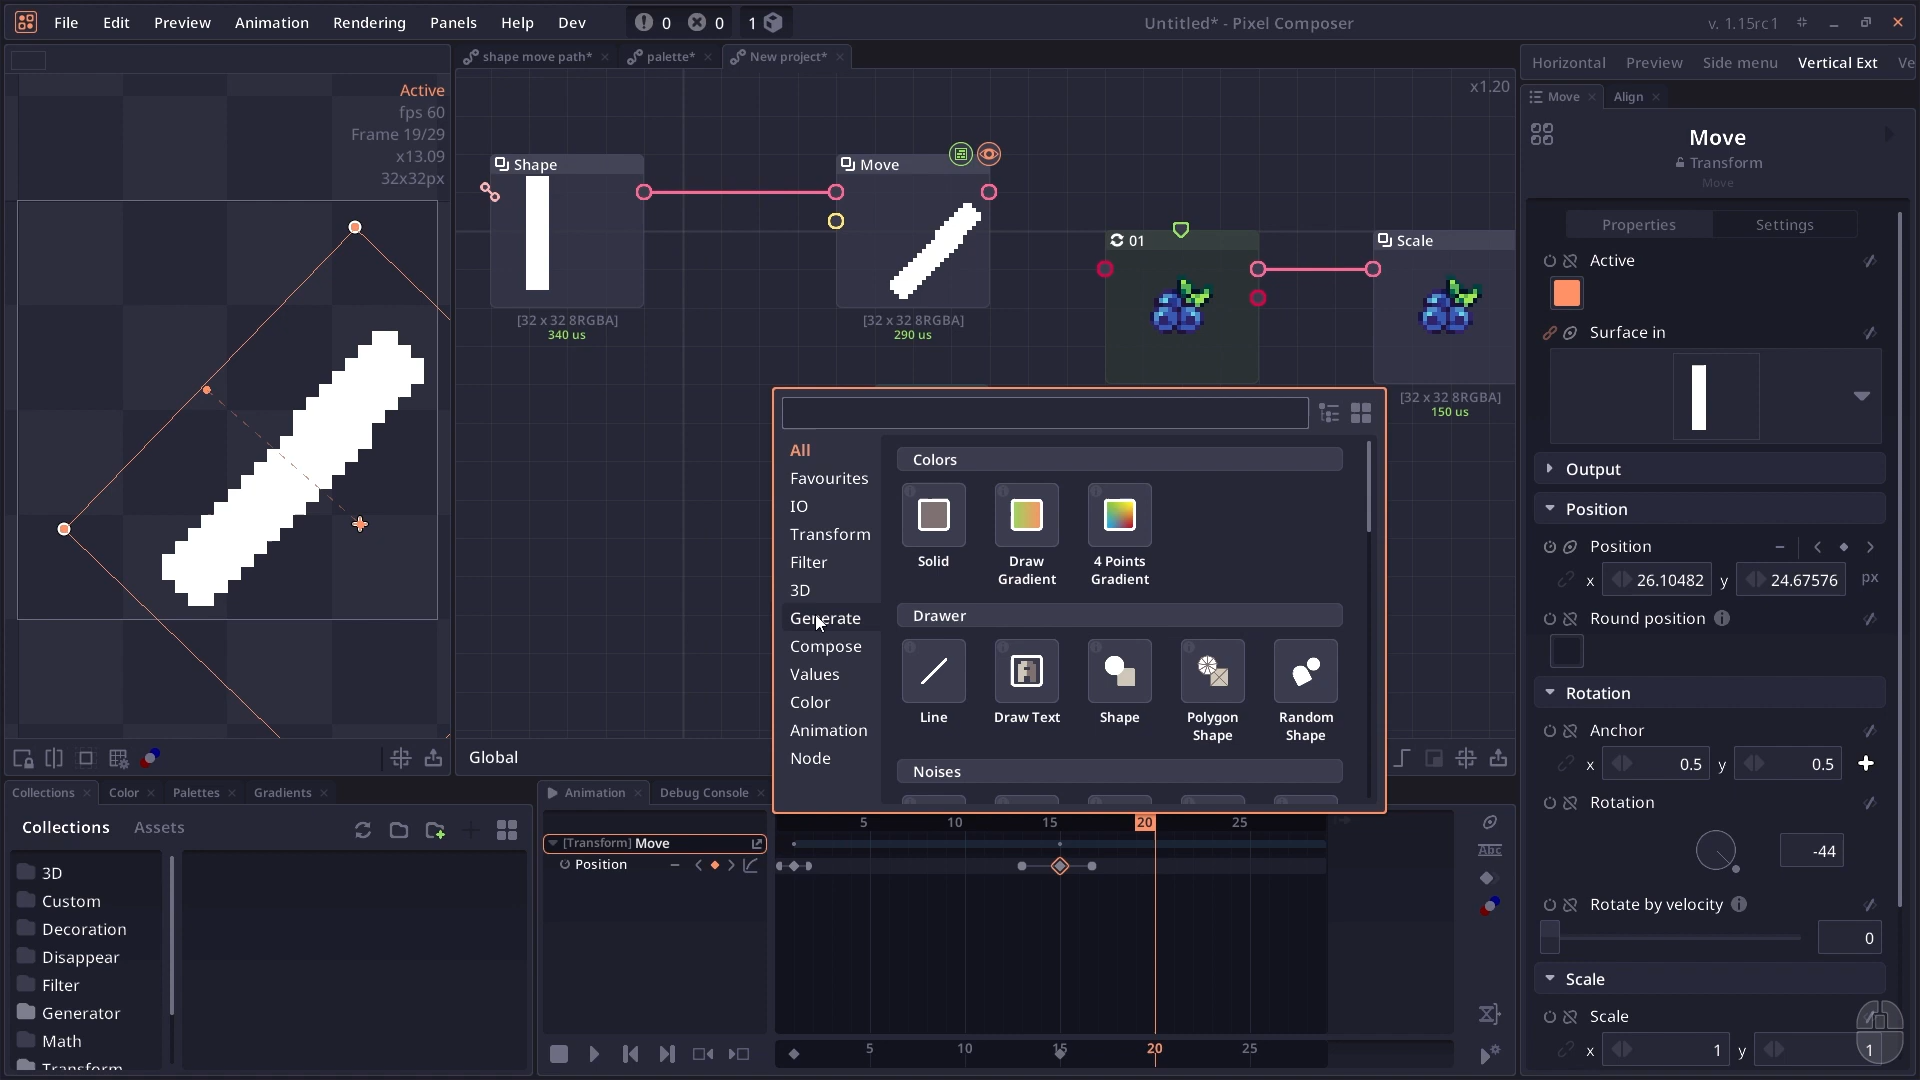 File Edit Preview Animation Rendering Panels Help Dev 0 0 1 Untitled* - Pixel Composer v. 1.15rc1
shape move path* palette* New project*
Horizontal Preview Side menu Vertical Ext Ve
Active
fps 60
Frame 19/29
x13.09
32x32px
x1.20
Shape
[32 x 32 8RGBA]
340 us
Move
[32 x 32 8RGBA]
290 us
01
Scale
[32 x 32 8RGBA]
150 us
Global
All
Favourites
IO
Transform
Filter
3D
Generate
Compose
Values
Color
Animation
Node
Colors
Solid
Draw Gradient
4 Points Gradient
Drawer
Line
Draw Text
Shape
Polygon Shape
Random Shape
Noises
Move Align
Move
Transform
Move
Properties Settings
Active
Surface in
Output
Position
Position
x 26.10482 y 24.67576 px
Round position
Rotation
Anchor
x 0.5 y 0.5
Rotation
-44
Rotate by velocity
0
Scale
Scale
x 1 y 1
Collections Color Palettes Gradients
Collections Assets
3D
Custom
Decoration
Disappear
Filter
Generator
Math
Transform
Animation Debug Console
5 10 15 20 25
[Transform] Move
Position
Abc
5 10 15 20 25